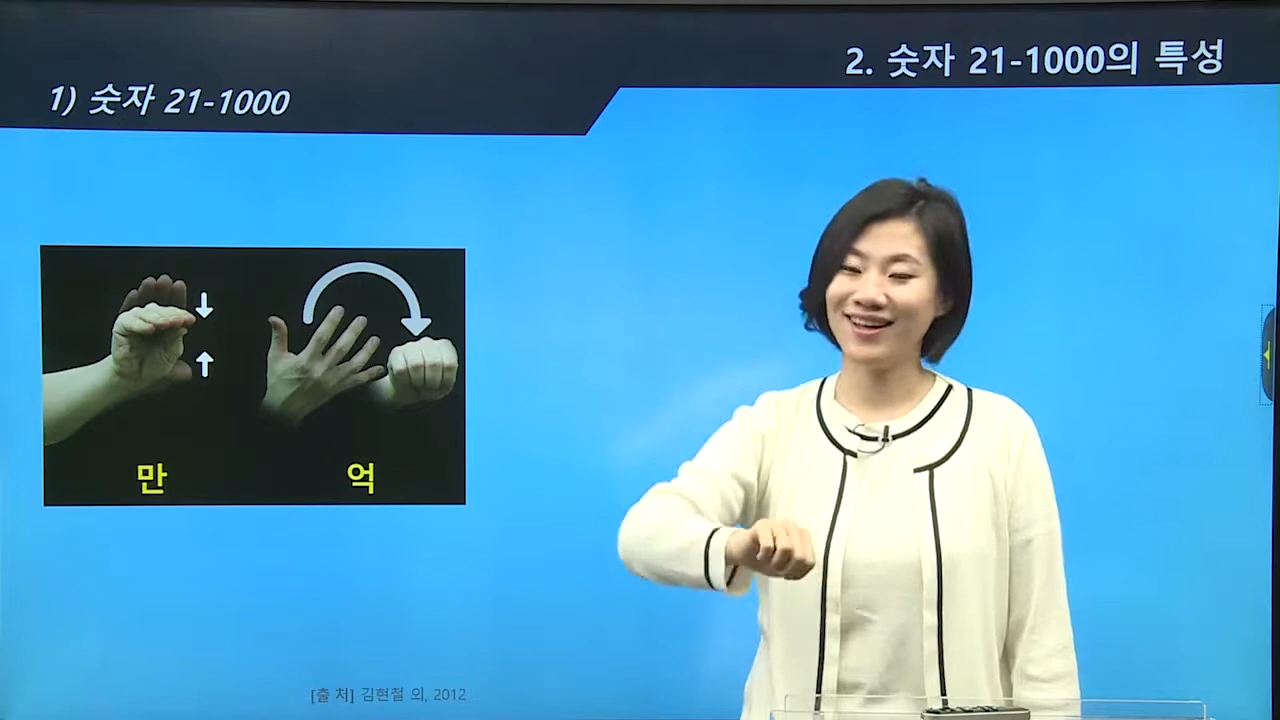 2. 숫자 21-1000의 특성
1) 숫자 21-1000
만
억
[출 처] 김현철 외, 2012